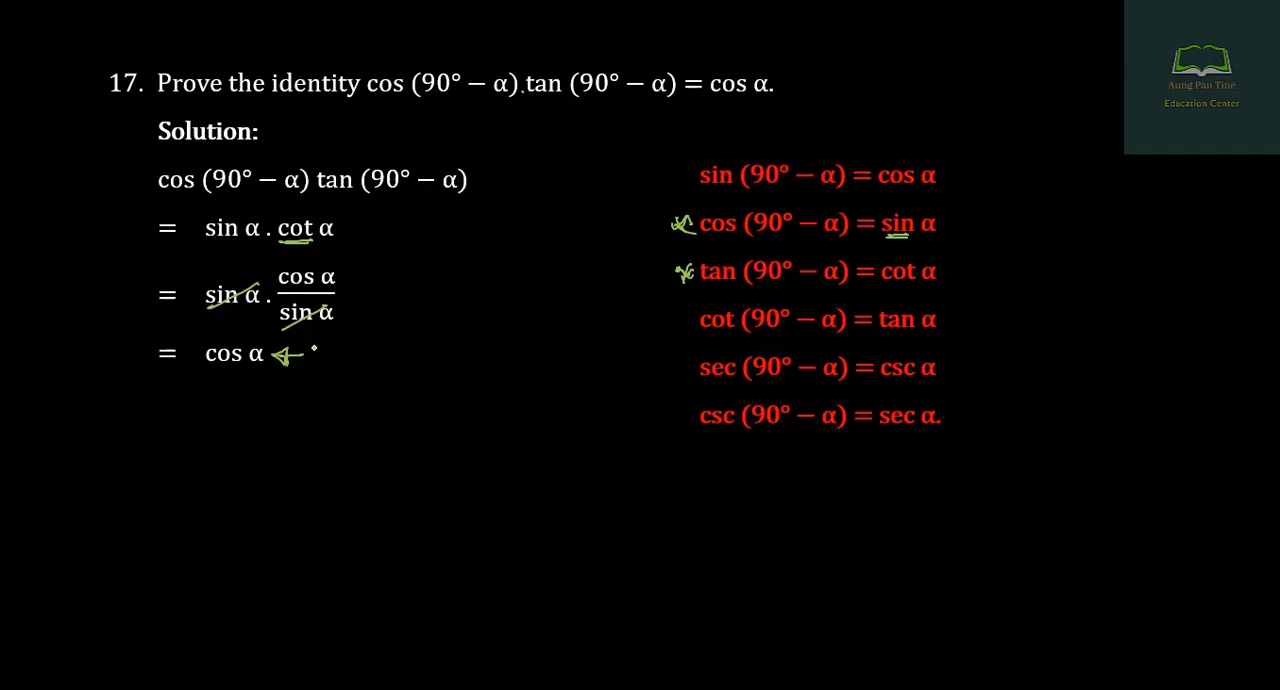 17. Prove the identity cos (90° − α).tan (90° − α) = cos α.
Solution:
cos (90° − α) tan (90° − α)
= sin α . cot α
= sin α . cos α / sin α
= cos α
sin (90° − α) = cos α
cos (90° − α) = sin α
tan (90° − α) = cot α
cot (90° − α) = tan α
sec (90° − α) = csc α
csc (90° − α) = sec α.
Aung Pan Tine
Education Center